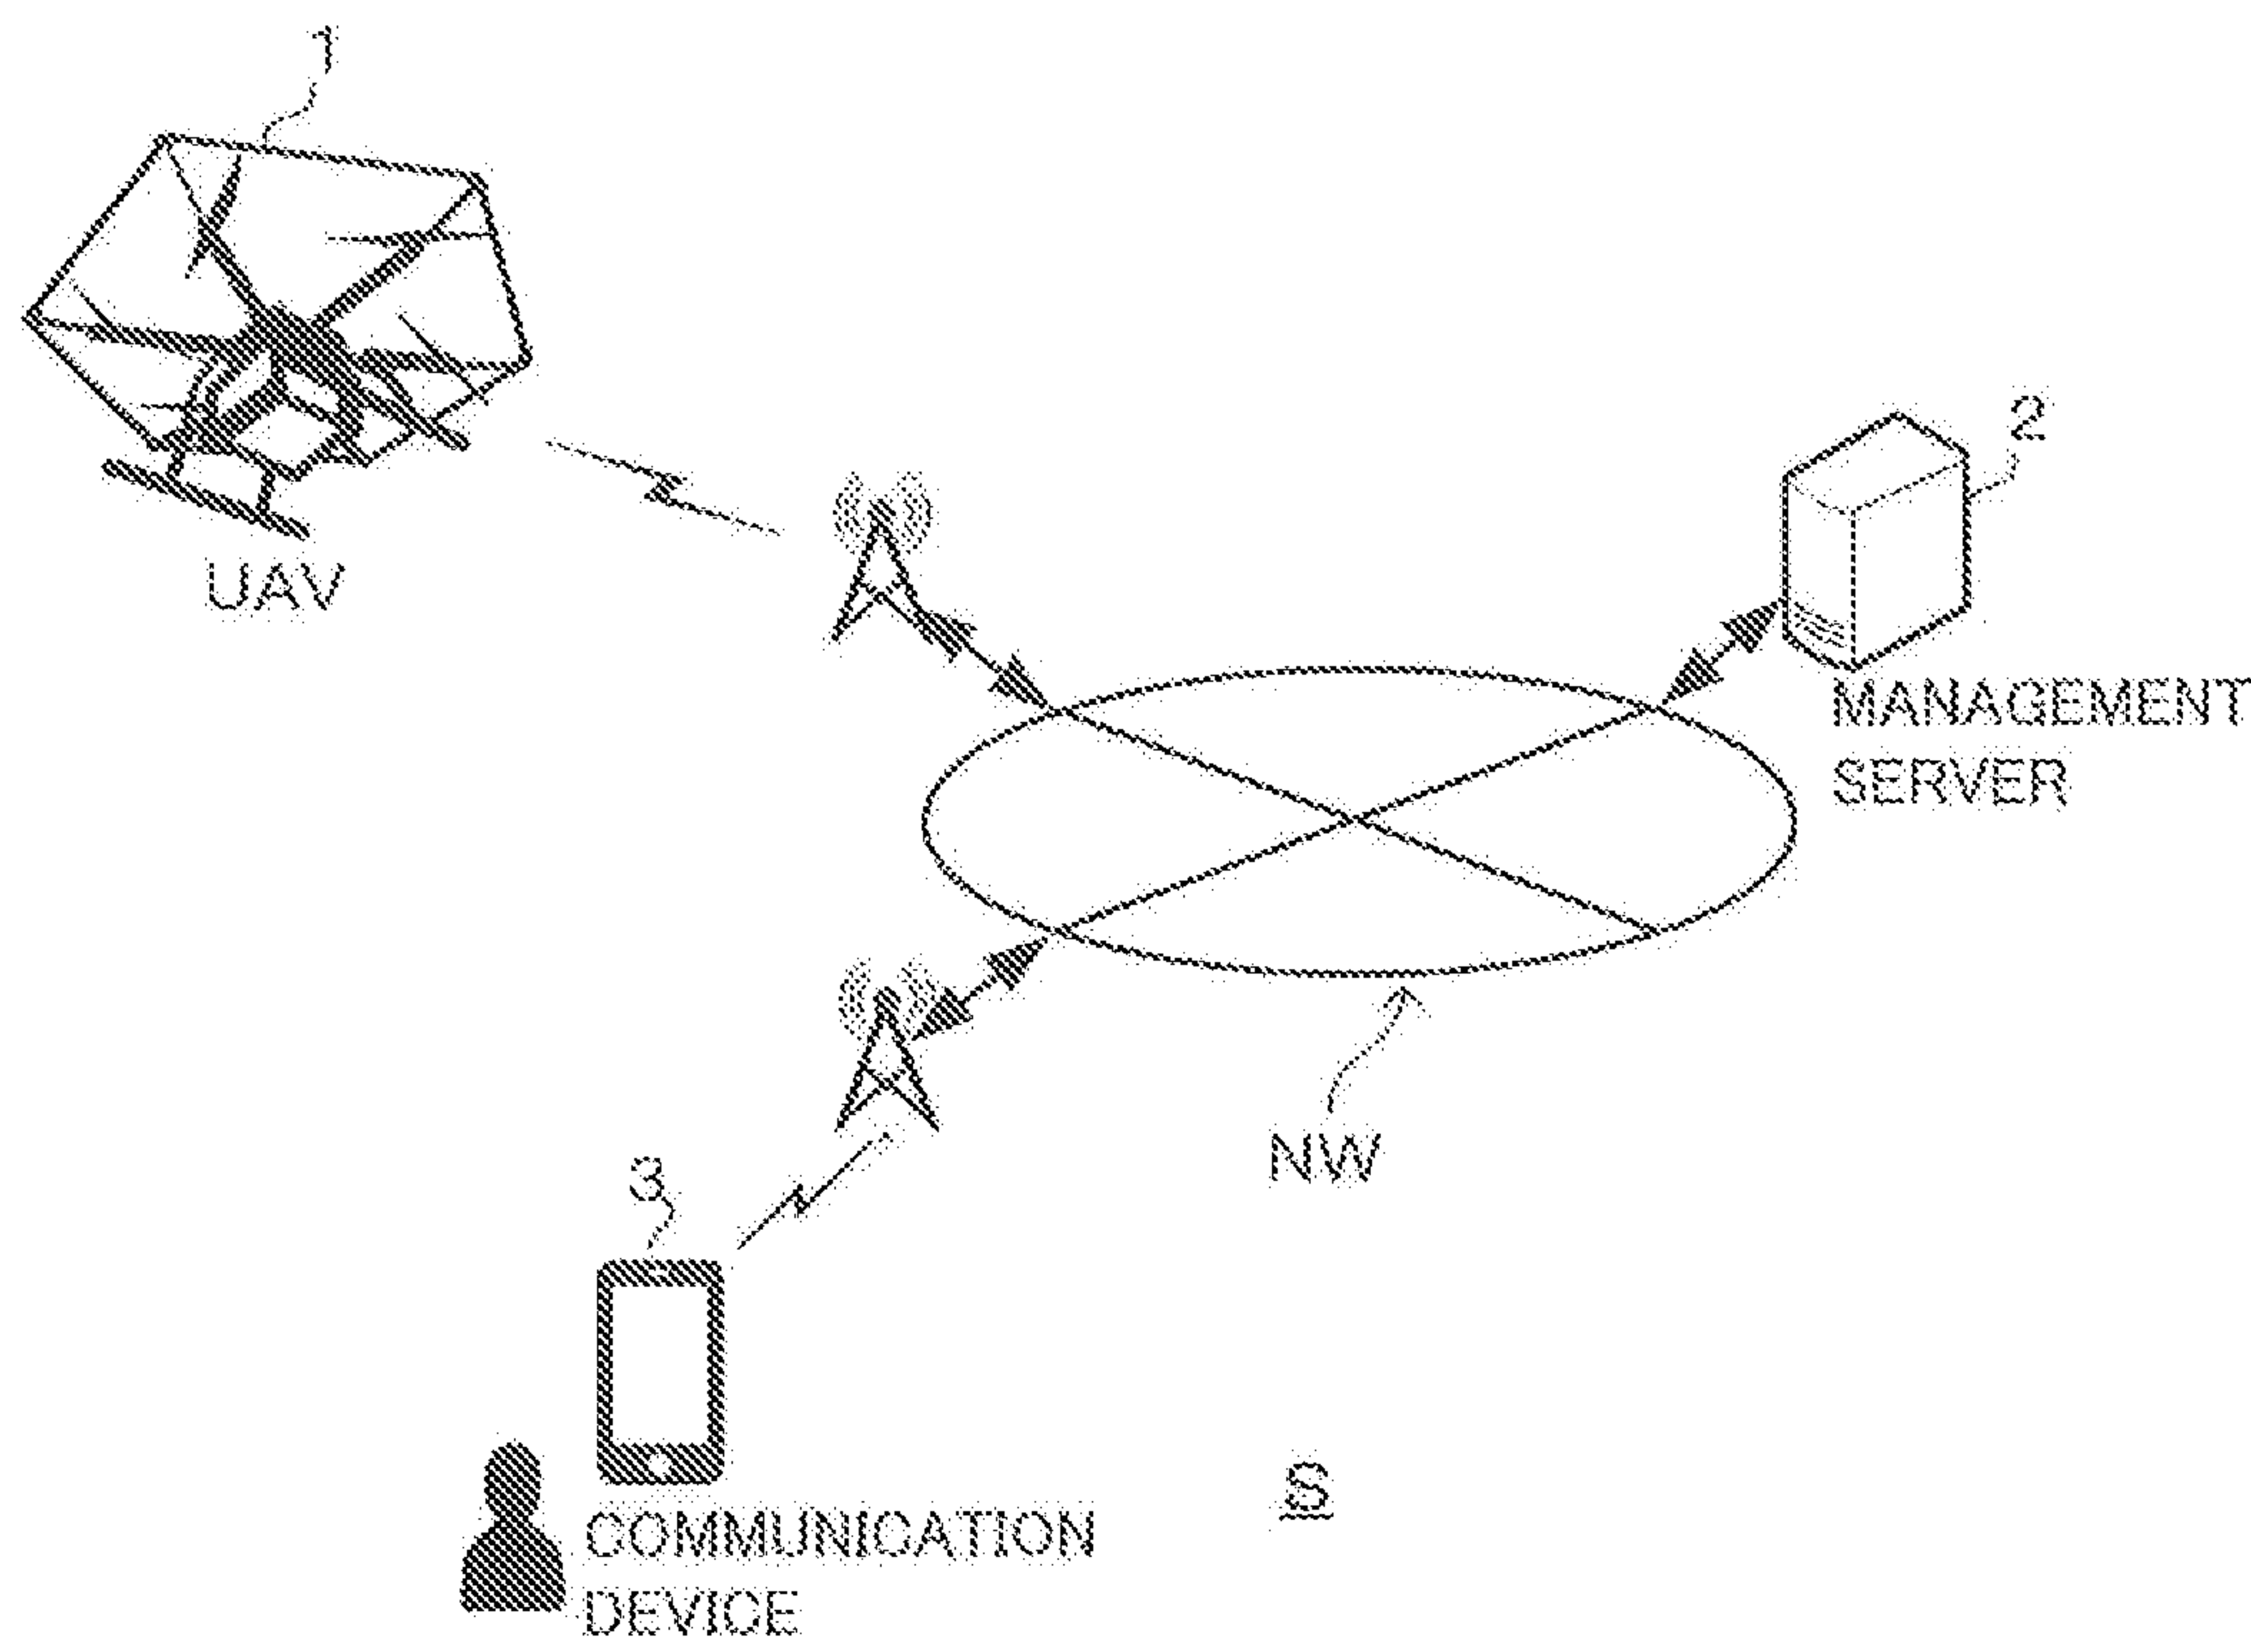 1
UAV
2
MANAGEMENT
SERVER
NW
3
COMMUNICATION
DEVICE
S